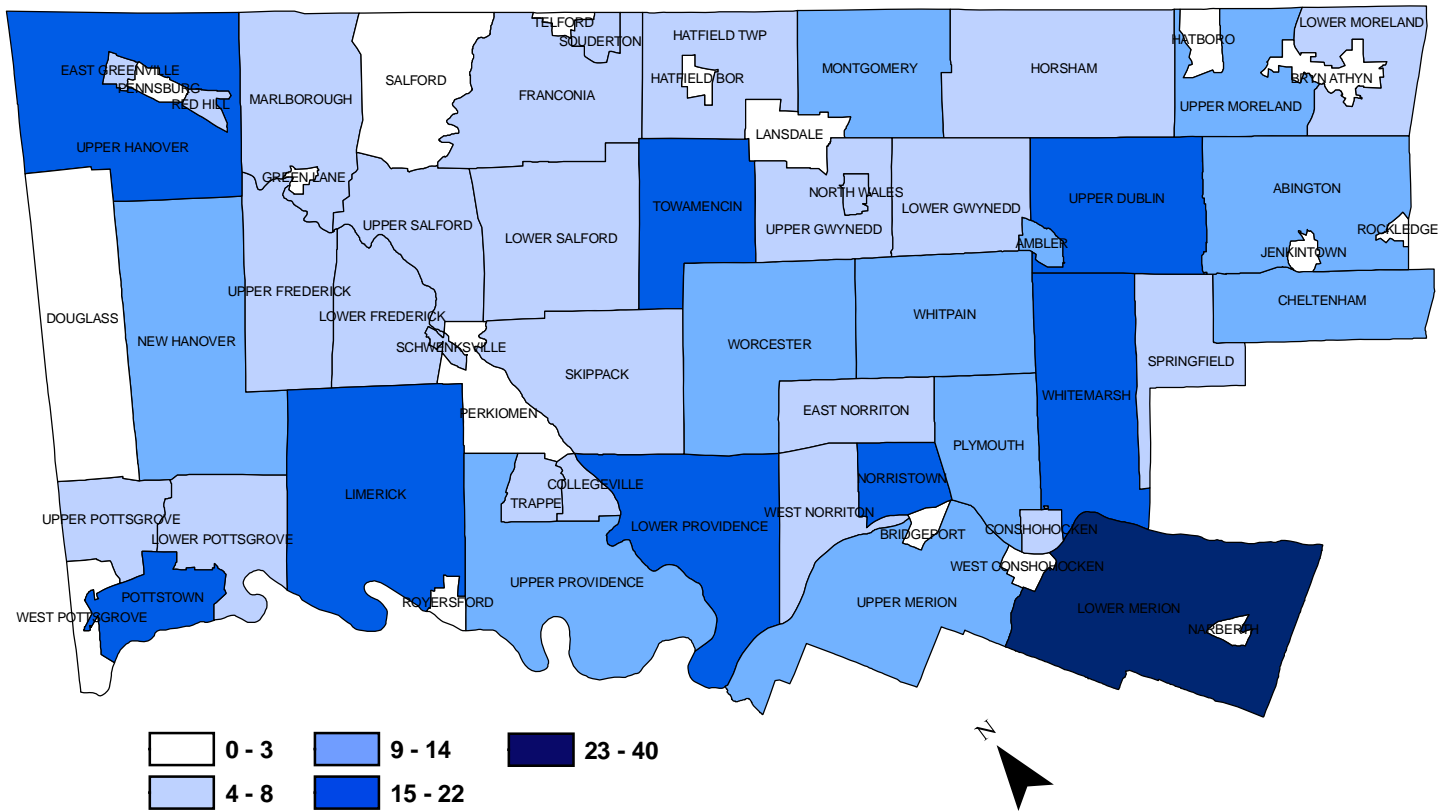 TELFORD
LOWER MORELAND
SOUDERTON
HATFIELD TWP
HATBORO
EAST GREENVILLE
SALFORD
MONTGOMERY
HORSHAM
HATFIELD BOR
BRYN ATHYN
PENNSBURG
RED HILL
MARLBOROUGH
FRANCONIA
UPPER MORELAND
LANSDALE
UPPER HANOVER
GREEN LANE
NORTH WALES
ABINGTON
TOWAMENCIN
LOWER GWYNEDD
UPPER DUBLIN
UPPER SALFORD
LOWER SALFORD
UPPER GWYNEDD
ROCKLEDGE
AMBLER
JENKINTOWN
UPPER FREDERICK
CHELTENHAM
DOUGLASS
LOWER FREDERICK
WHITPAIN
NEW HANOVER
SCHWENKSVILLE
WORCESTER
SPRINGFIELD
SKIPPACK
WHITEMARSH
PERKIOMEN
EAST NORRITON
PLYMOUTH
NORRISTOWN
COLLEGEVILLE
LIMERICK
TRAPPE
WEST NORRITON
UPPER POTTSGROVE
LOWER PROVIDENCE
CONSHOHOCKEN
BRIDGEPORT
LOWER POTTSGROVE
WEST CONSHOHOCKEN
UPPER PROVIDENCE
POTTSTOWN
ROYERSFORD
UPPER MERION
LOWER MERION
WEST POTTSGROVE
NARBERTH
N
0 - 3
9 - 14
23 - 40
4 - 8
15 - 22